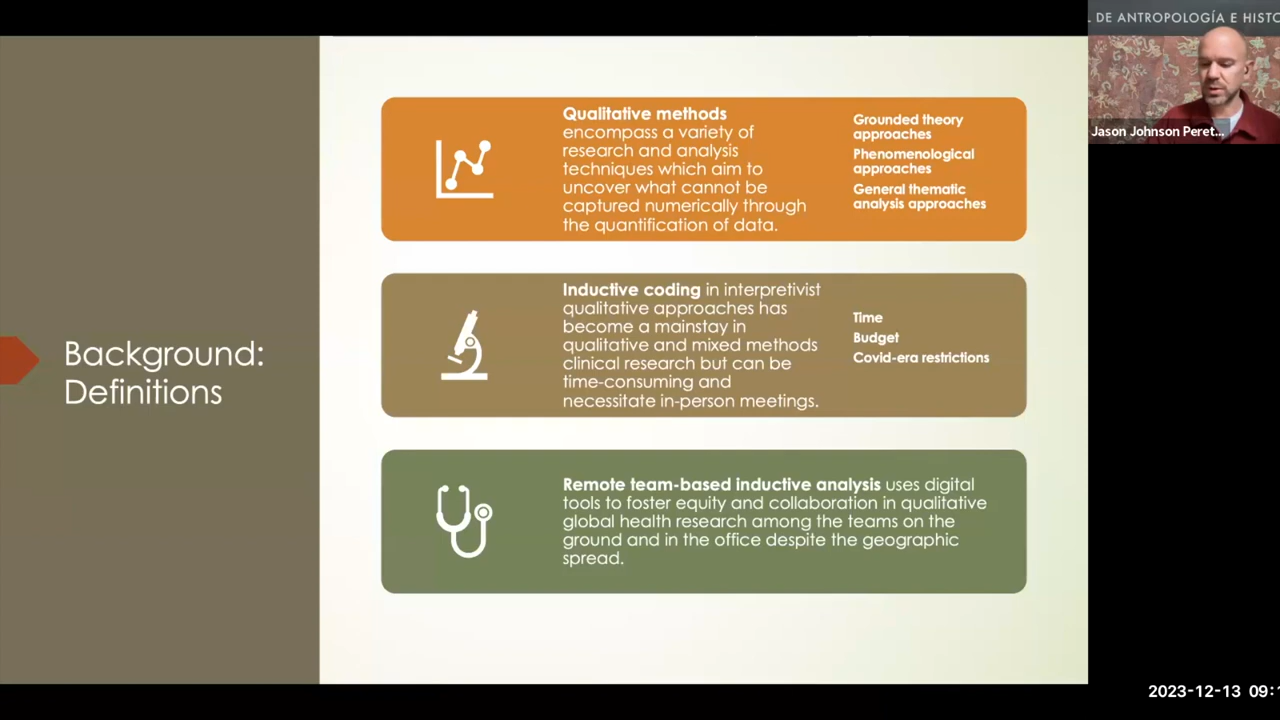 Background:
Definitions
Qualitative methods
encompass a variety of
research and analysis
techniques which aim to
uncover what cannot be
captured numerically through
the quantification of data.
Grounded theory
approaches
Phenomenological
approaches
General thematic
analysis approaches
Inductive coding in interpretivist
qualitative approaches has
become a mainstay in
qualitative and mixed methods
clinical research but can be
time-consuming and
necessitate in-person meetings.
Time
Budget
Covid-era restrictions
Remote team-based inductive analysis uses digital
tools to foster equity and collaboration in qualitative
global health research among the teams on the
ground and in the office despite the geographic
spread.
DE ANTROPOLOGÍA E HISTO
Jason Johnson Peret...
2023-12-13 09: